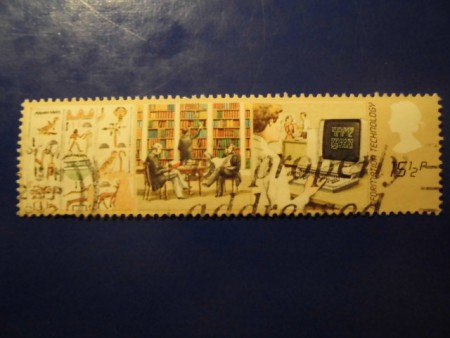 INFORMATION TECHNOLOGY
15½P
properly
addressed